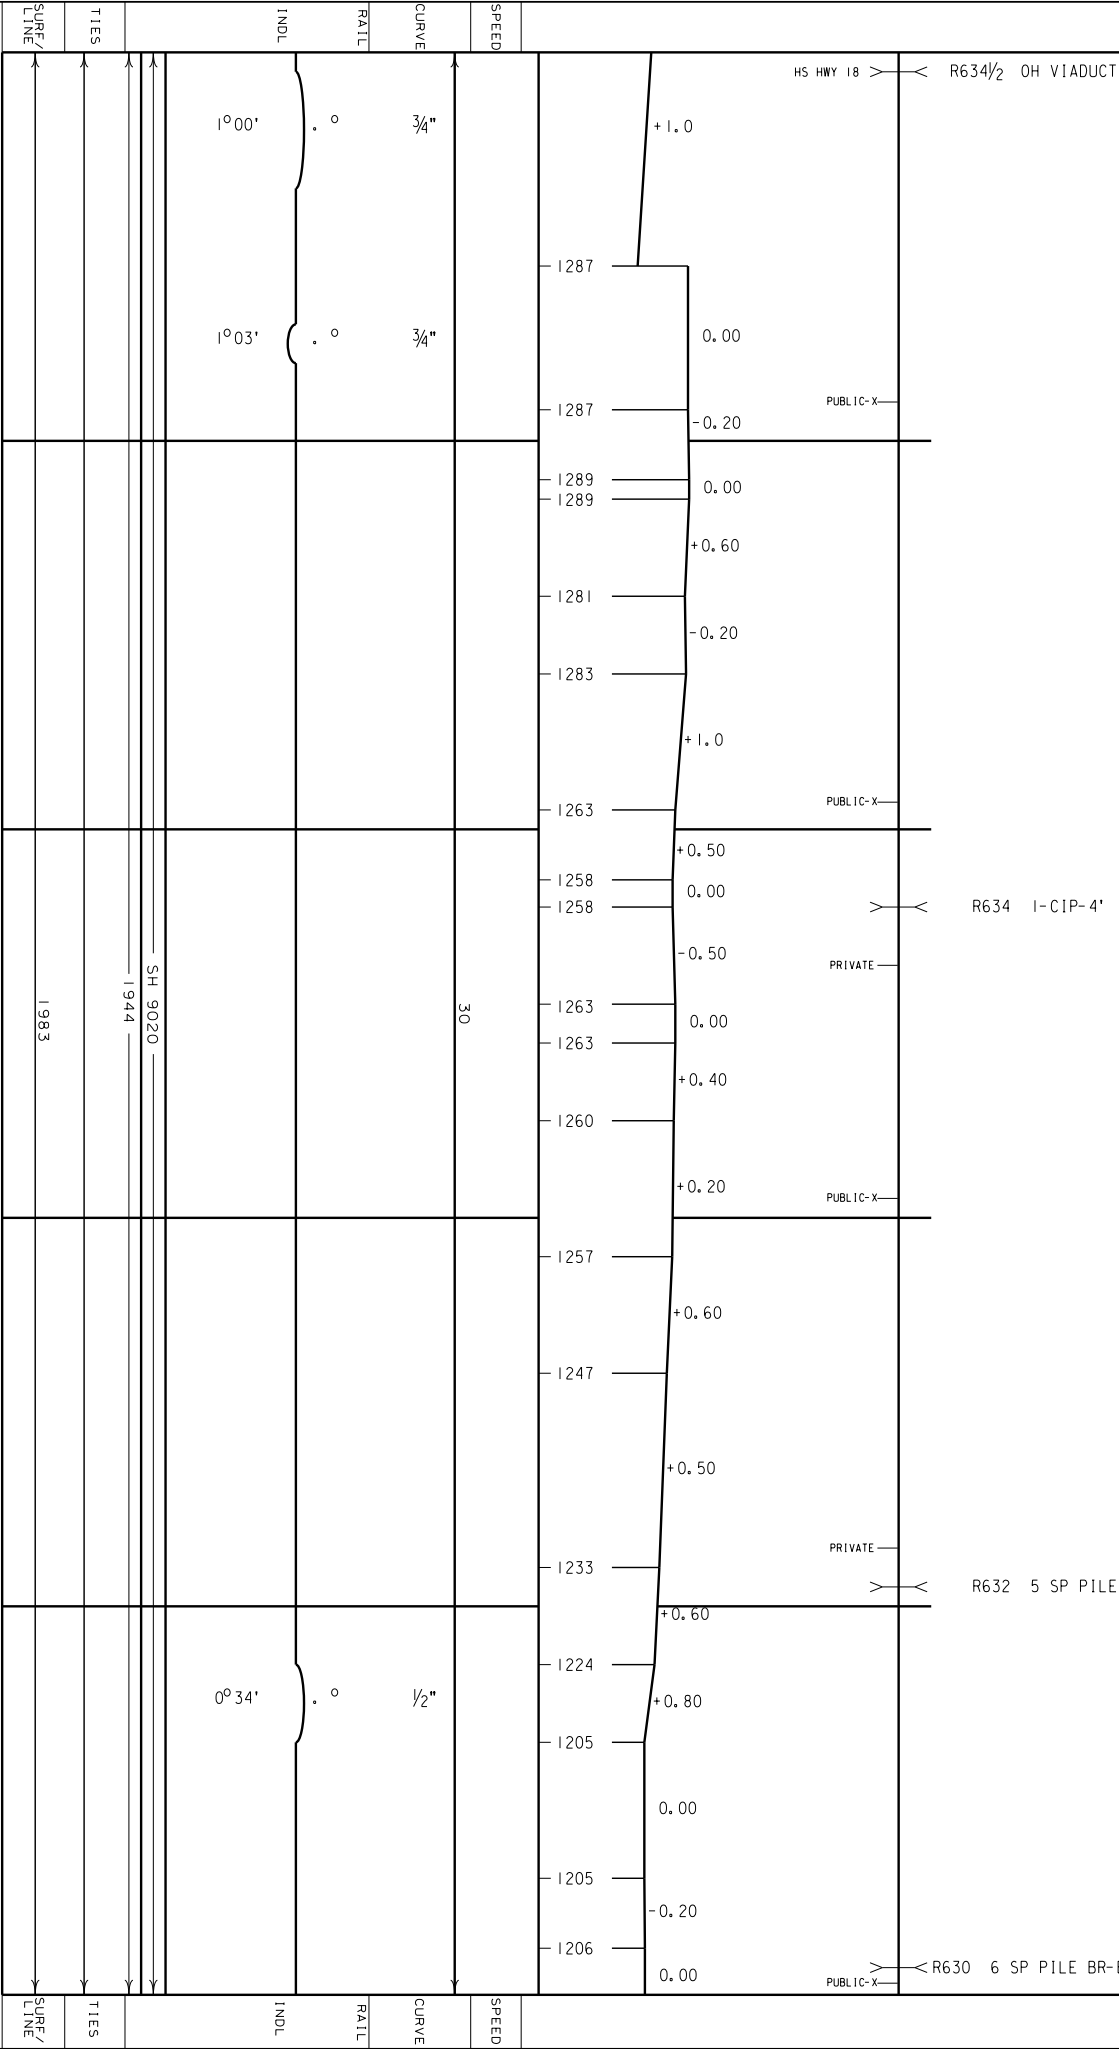 SURF/
LINE
TIES
INDL
RAIL
CURVE
SPEED
HS HWY 18
R634½ OH VIADUCT
1°00' . ° ¾"
+1.0
1287
1°03' . ° ¾"
0.00
PUBLIC-X
1287
-0.20
1289
0.00
1289
+0.60
1281
-0.20
1283
+1.0
PUBLIC-X
1263
+0.50
1258
0.00
1258
R634 1-CIP-4'
-0.50
PRIVATE
1983
1944
SH 9020
30
1263
0.00
1263
+0.40
1260
+0.20
PUBLIC-X
1257
+0.60
1247
+0.50
PRIVATE
1233
R632 5 SP PILE
+0.60
1224
0°34' . ° ½"
+0.80
1205
0.00
1205
-0.20
1206
R630 6 SP PILE BR-
0.00
PUBLIC-X
SURF/
LINE
TIES
INDL
RAIL
CURVE
SPEED